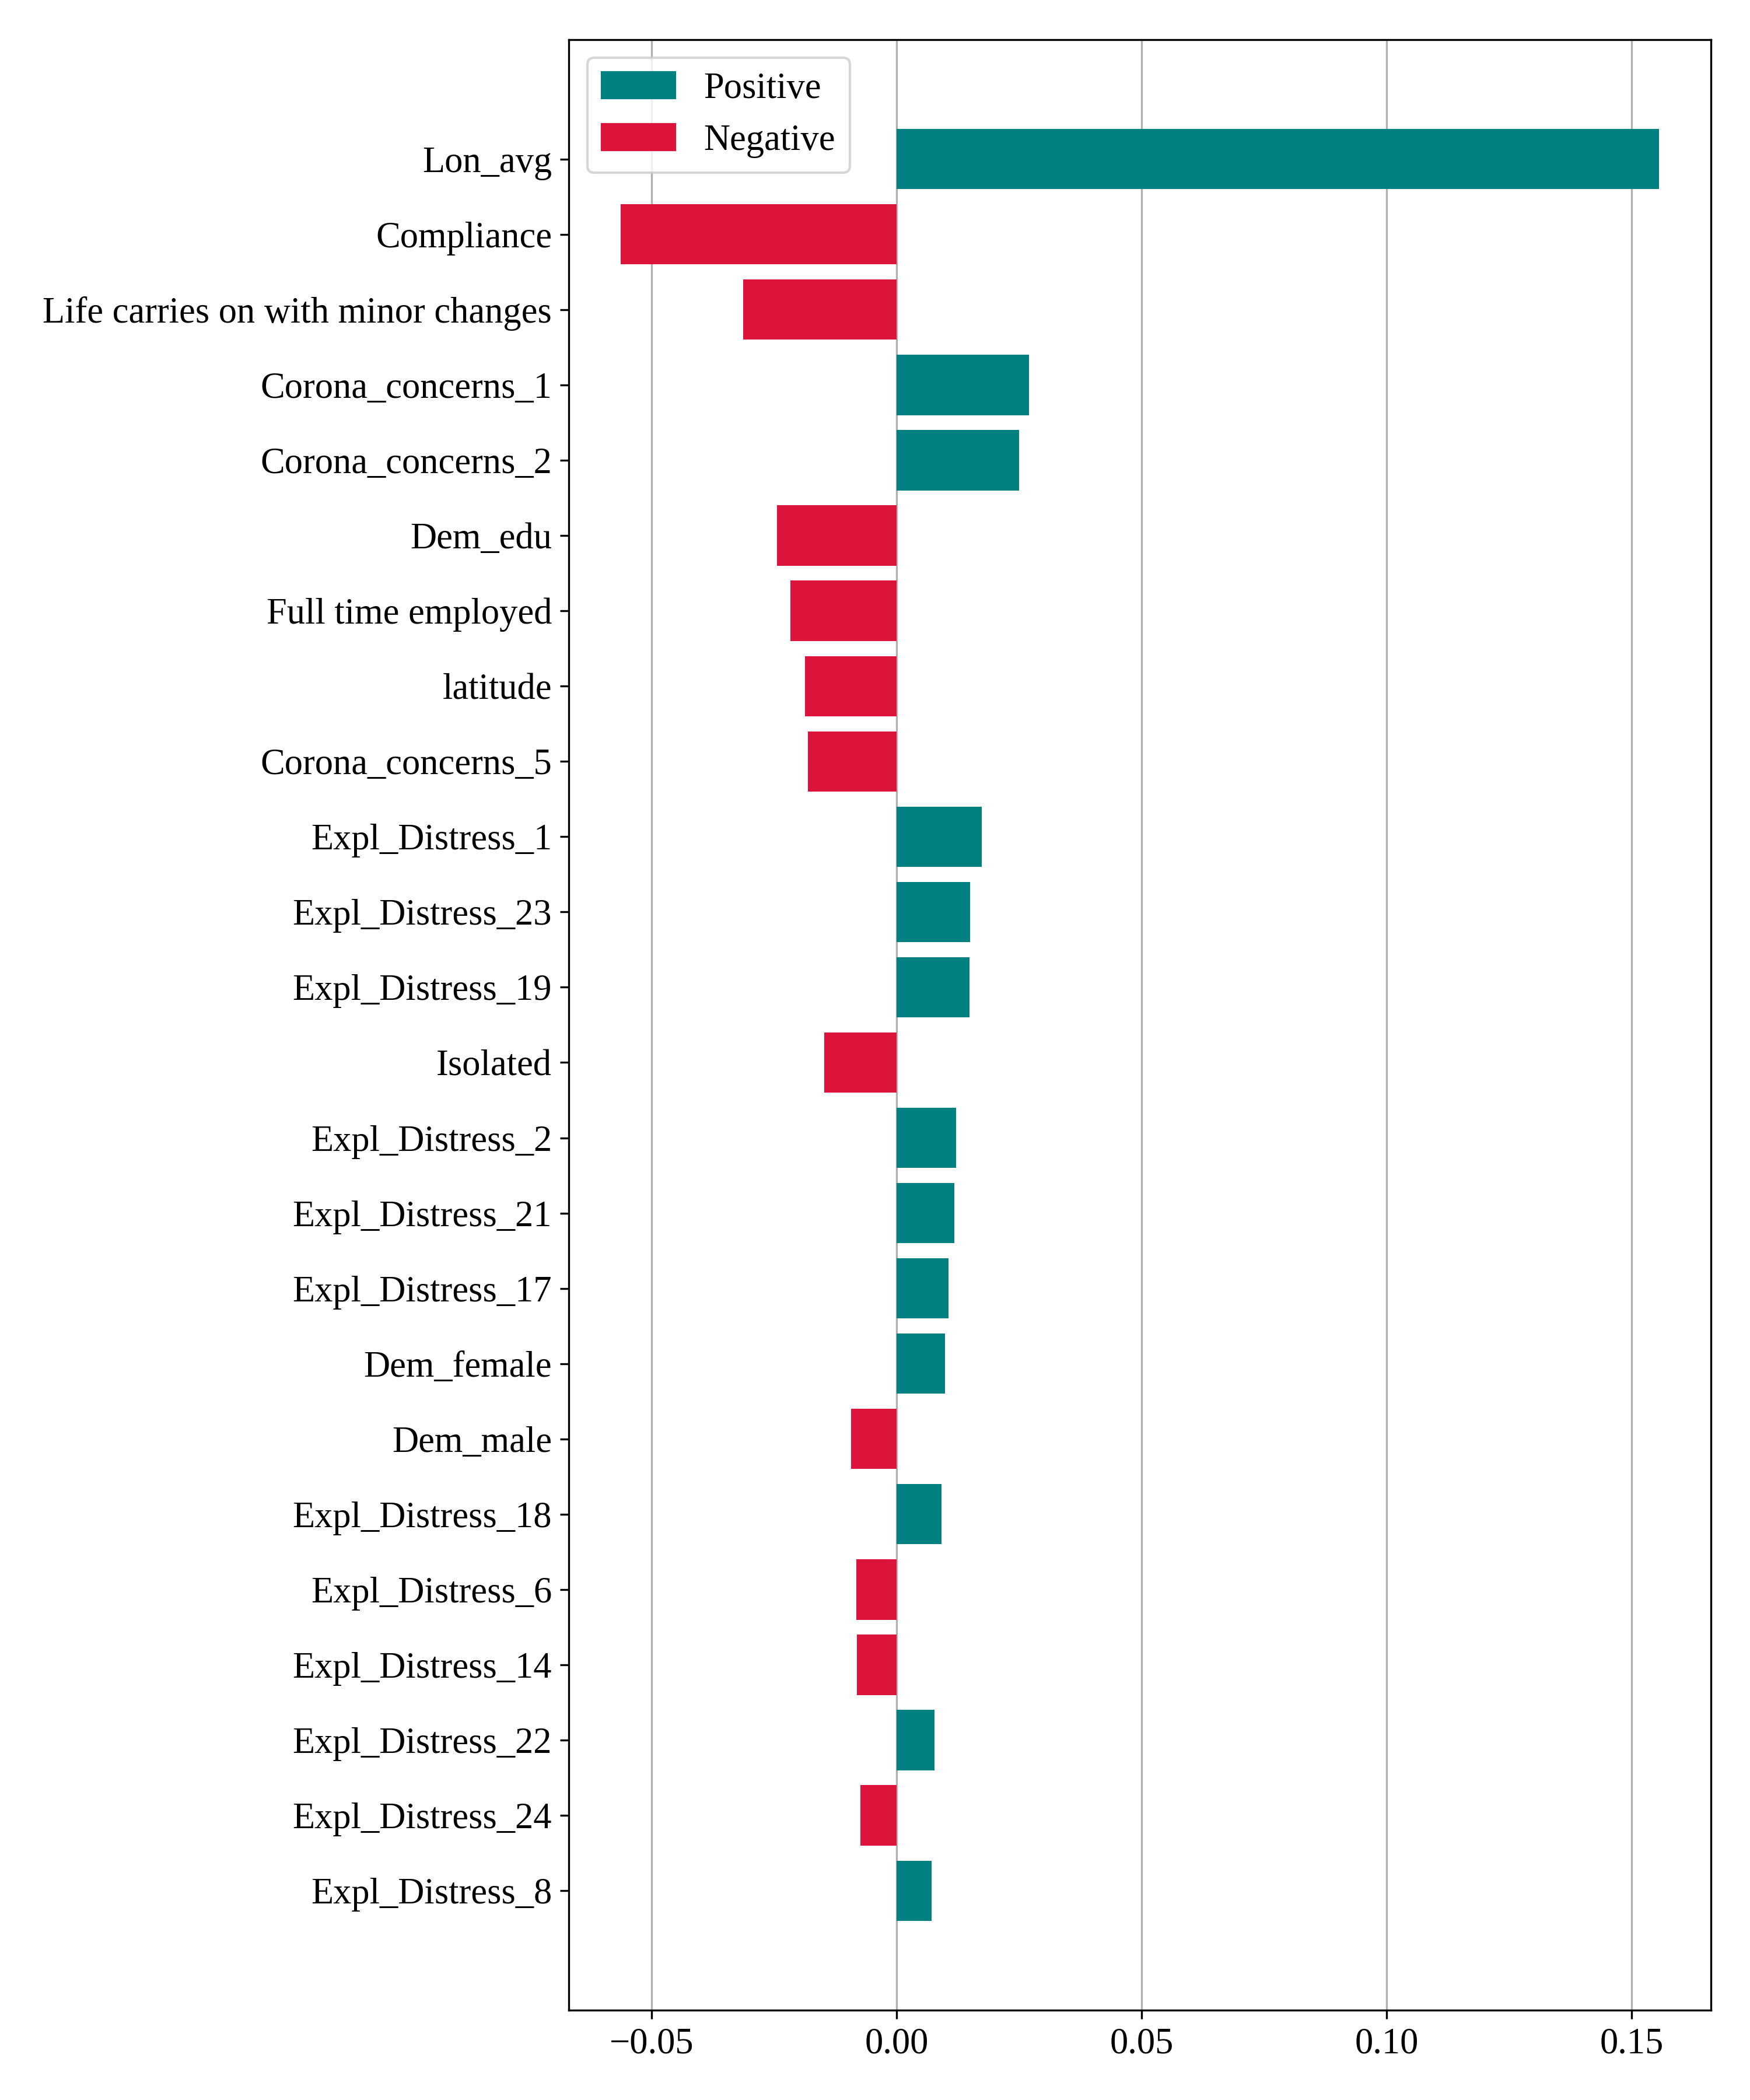 Positive
Negative
Lon_avg
Compliance
Life carries on with minor changes
Corona_concerns_1
Corona_concerns_2
Dem_edu
Full time employed
latitude
Corona_concerns_5
Expl_Distress_1
Expl_Distress_23
Expl_Distress_19
Isolated
Expl_Distress_2
Expl_Distress_21
Expl_Distress_17
Dem_female
Dem_male
Expl_Distress_18
Expl_Distress_6
Expl_Distress_14
Expl_Distress_22
Expl_Distress_24
Expl_Distress_8
−0.05 0.00 0.05 0.10 0.15